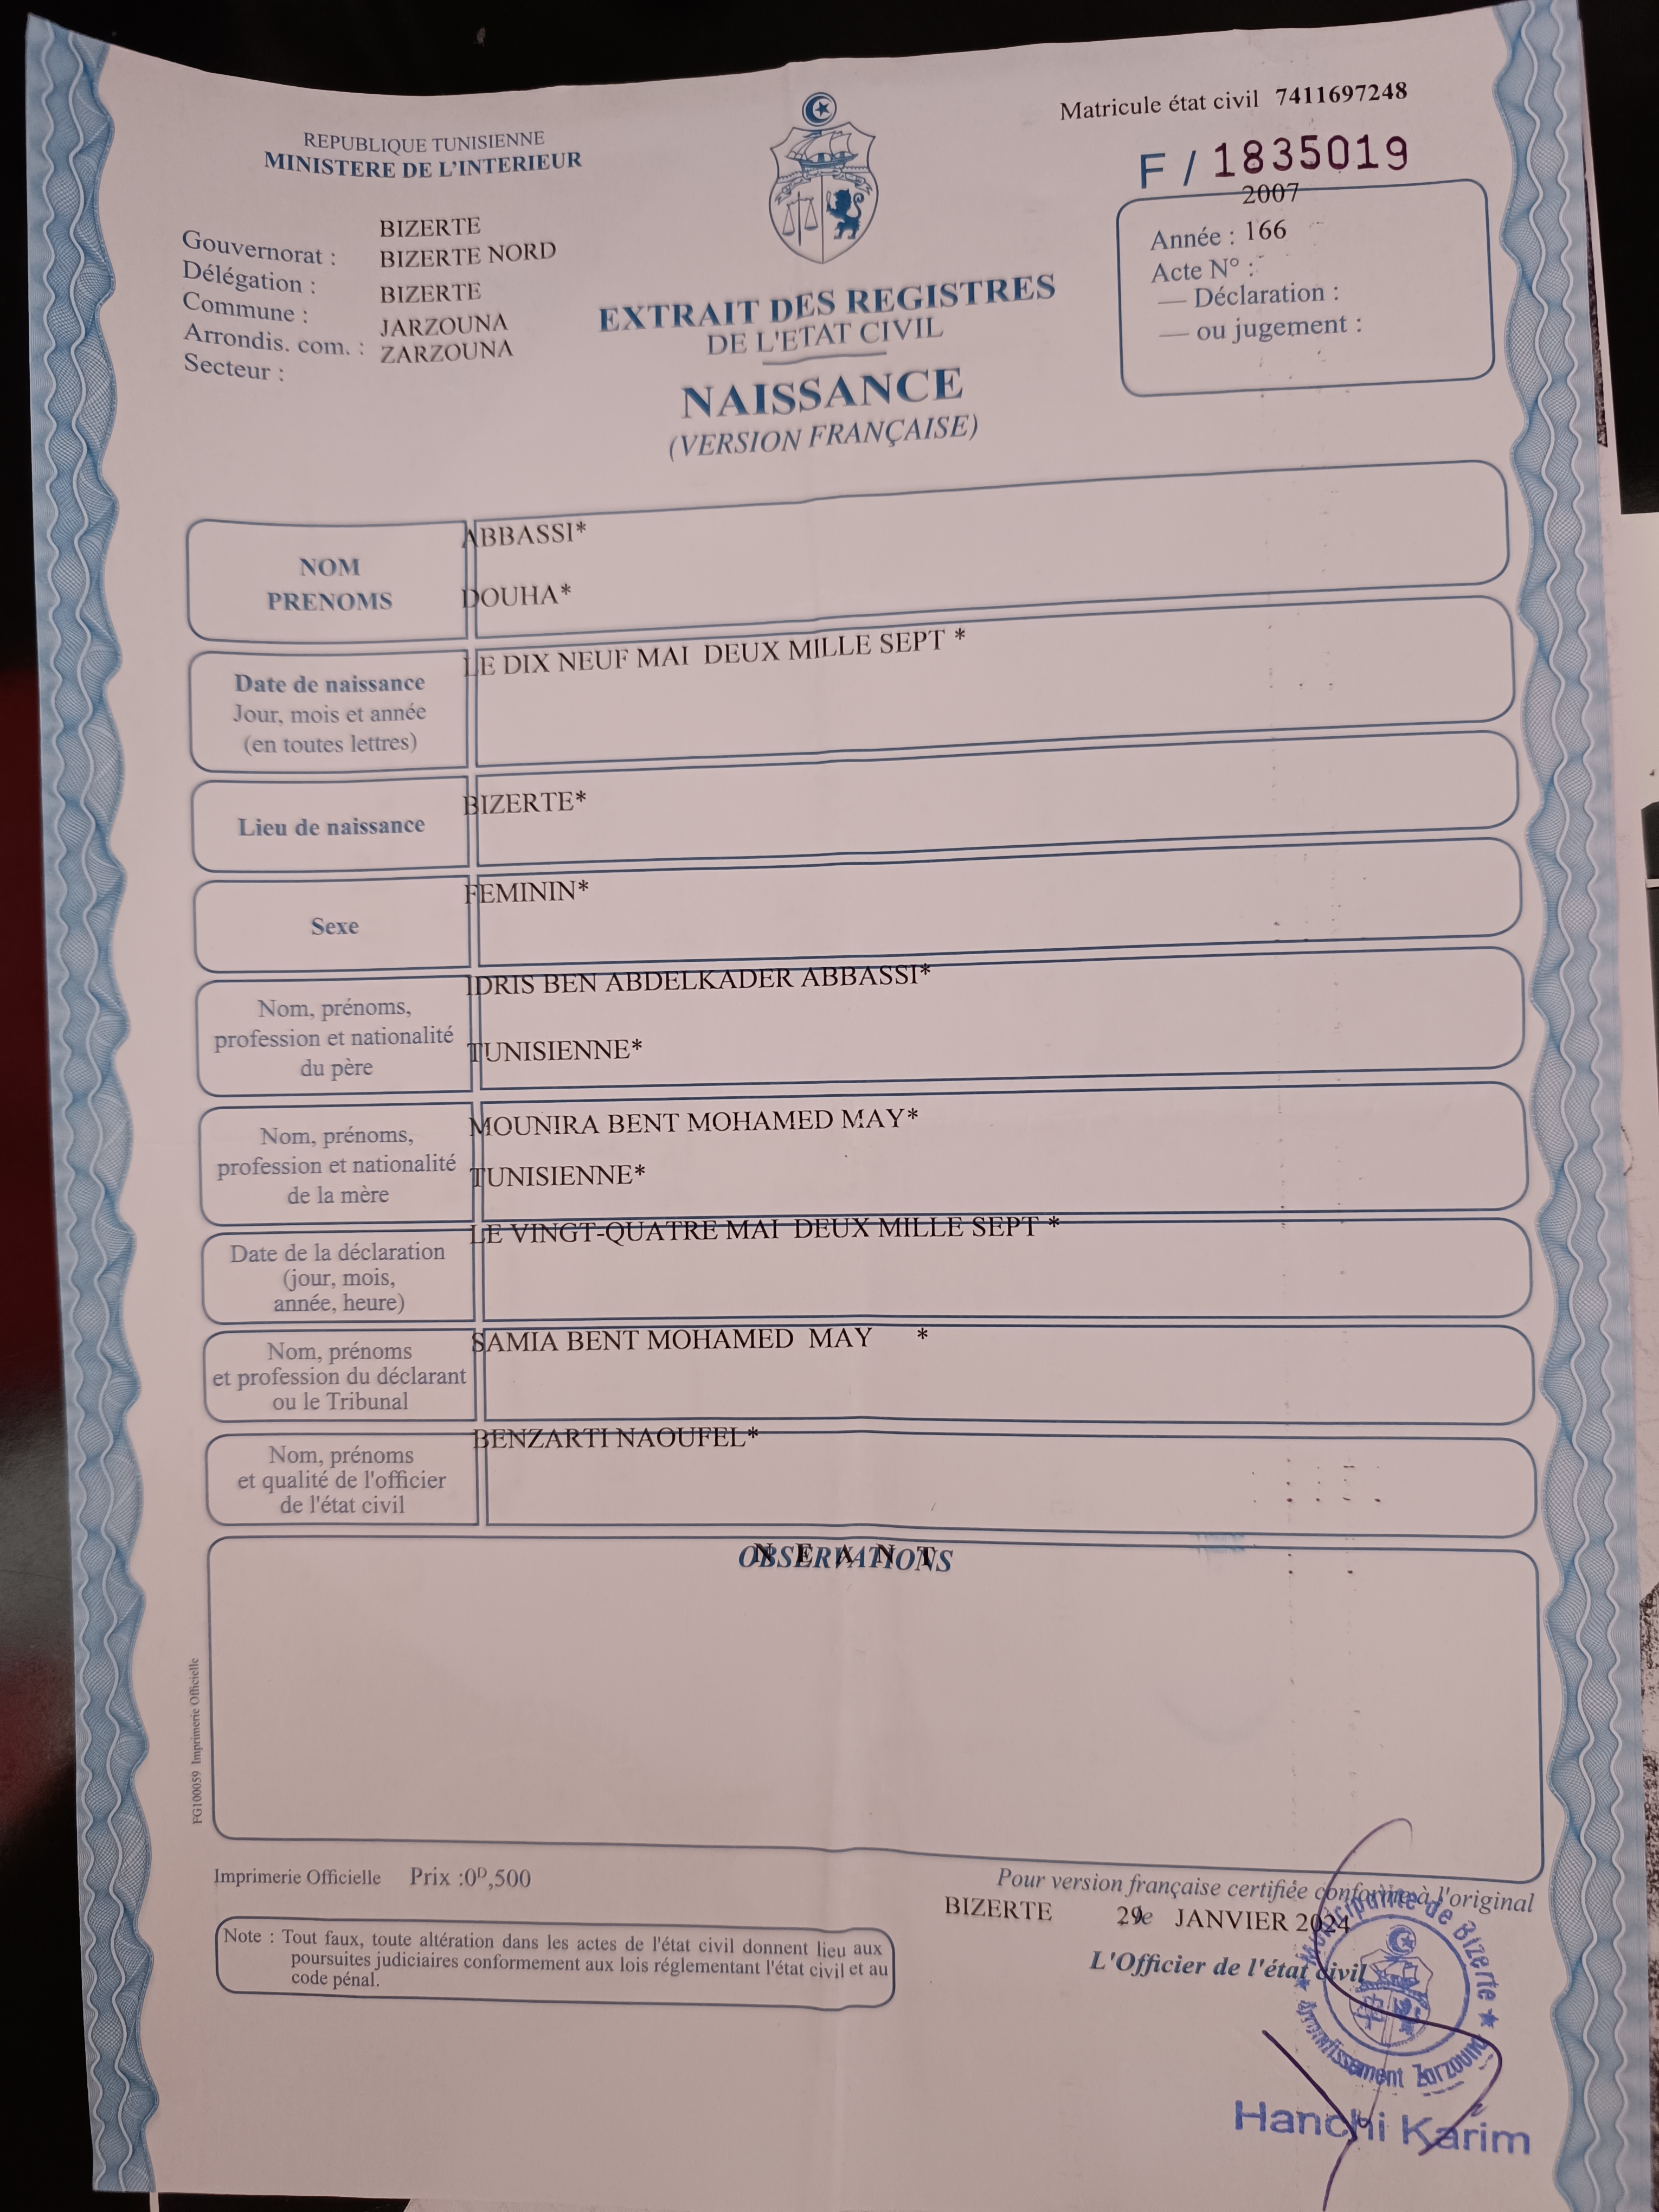 Matricule état civil 7411697248
F / 1835019
REPUBLIQUE TUNISIENNE
MINISTERE DE L'INTERIEUR
Gouvernorat : BIZERTE
Délégation : BIZERTE NORD
Commune : BIZERTE
Arrondis. com. : JARZOUNA
Secteur : ZARZOUNA
2007
Année : 166
Acte N° :
— Déclaration :
— ou jugement :
EXTRAIT DES REGISTRES
DE L'ETAT CIVIL
NAISSANCE
(VERSION FRANÇAISE)
NOM ABBASSI*
PRENOMS DOUHA*
LE DIX NEUF MAI DEUX MILLE SEPT *
Date de naissance
Jour, mois et année
(en toutes lettres)
BIZERTE*
Lieu de naissance
FEMININ*
Sexe
IDRIS BEN ABDELKADER ABBASSI*
TUNISIENNE*
Nom, prénoms,
profession et nationalité
du père
MOUNIRA BENT MOHAMED MAY*
TUNISIENNE*
Nom, prénoms,
profession et nationalité
de la mère
LE VINGT-QUATRE MAI DEUX MILLE SEPT *
Date de la déclaration
(jour, mois,
année, heure)
SAMIA BENT MOHAMED MAY *
Nom, prénoms
et profession du déclarant
ou le Tribunal
BENZARTI NAOUFEL*
Nom, prénoms
et qualité de l'officier
de l'état civil
OBSERVATIONS
N E A N T
FG100059 Imprimerie Officielle
Imprimerie Officielle Prix :0ᴰ,500
Note : Tout faux, toute altération dans les actes de l'état civil donnent lieu aux
poursuites judiciaires conformement aux lois réglementant l'état civil et au
code pénal.
Pour version française certifiée conforme à l'original
BIZERTE 29 le JANVIER 2024
L'Officier de l'état civil
Municipalité de Bizerte
Arrondissement Zarzouna
Hanchi Karim